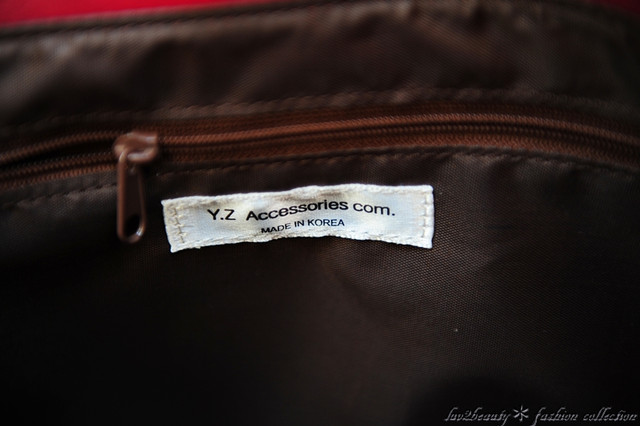 Y.Z Accessories com.
MADE IN KOREA
luv2beauty * fashion collection